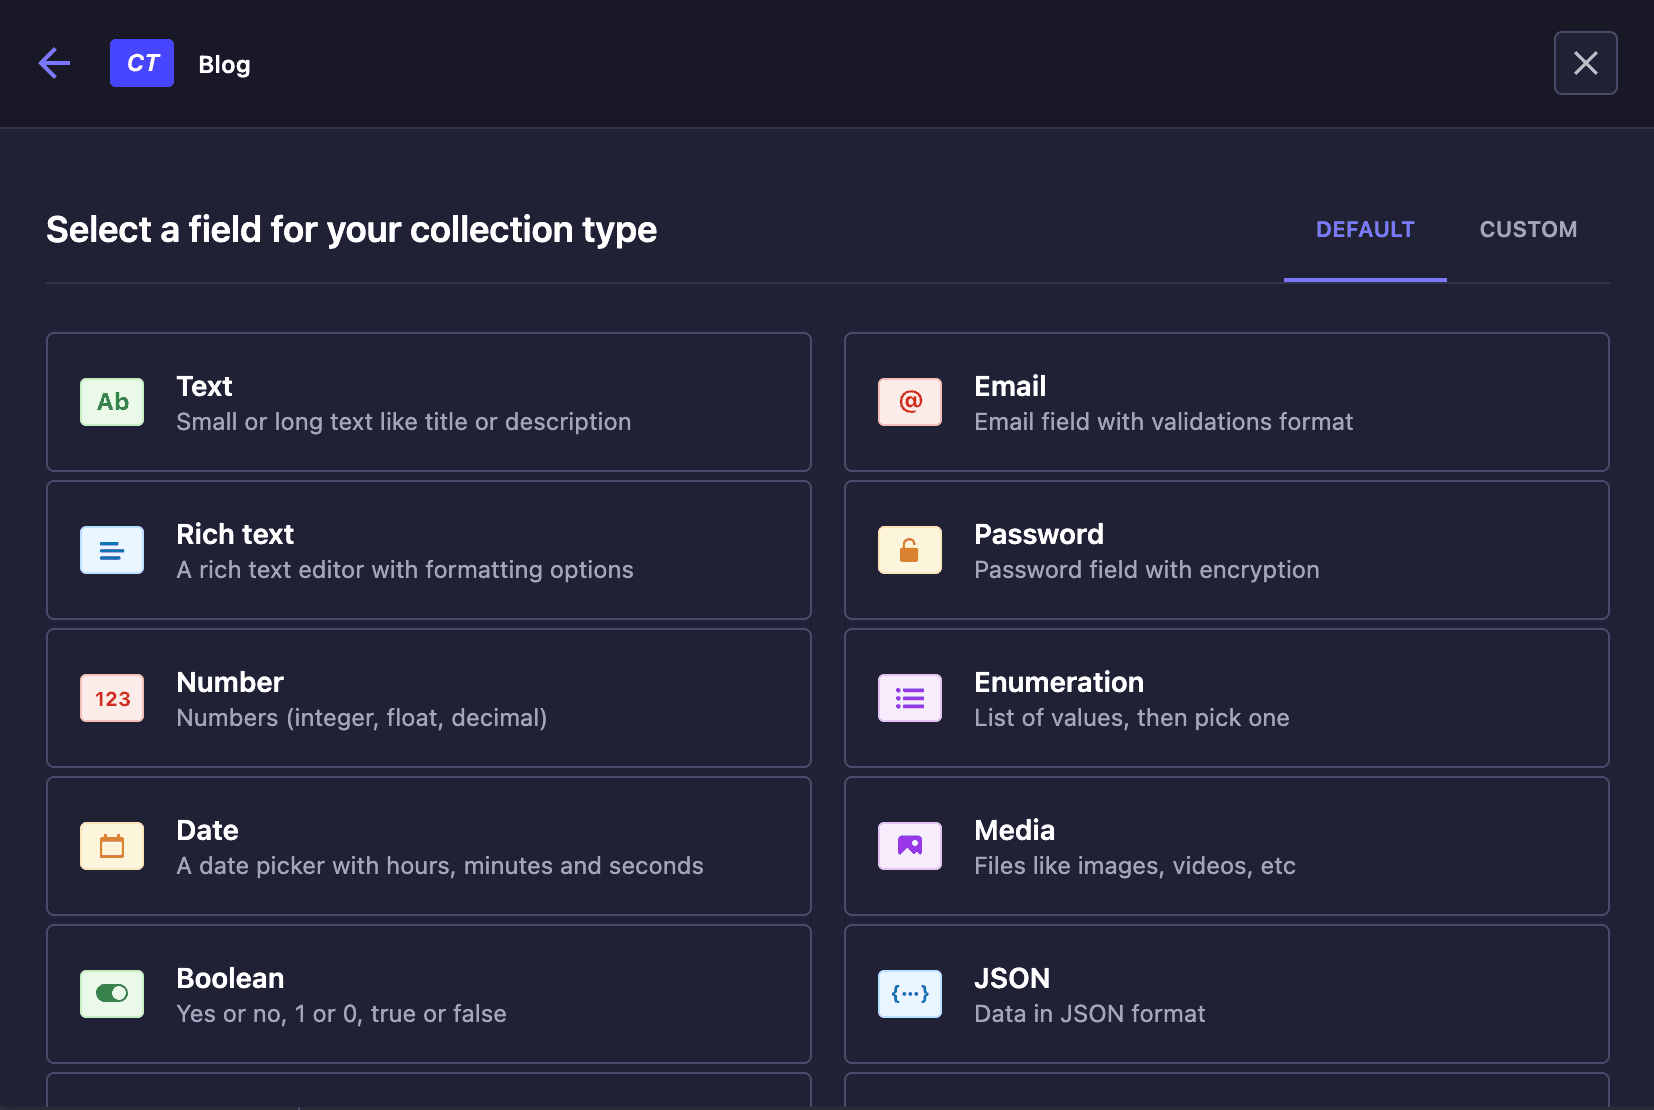 CT Blog
Select a field for your collection type
DEFAULT CUSTOM
Ab
Text
Small or long text like title or description
@
Email
Email field with validations format
Rich text
A rich text editor with formatting options
Password
Password field with encryption
123
Number
Numbers (integer, float, decimal)
Enumeration
List of values, then pick one
Date
A date picker with hours, minutes and seconds
Media
Files like images, videos, etc
Boolean
Yes or no, 1 or 0, true or false
{···}
JSON
Data in JSON format